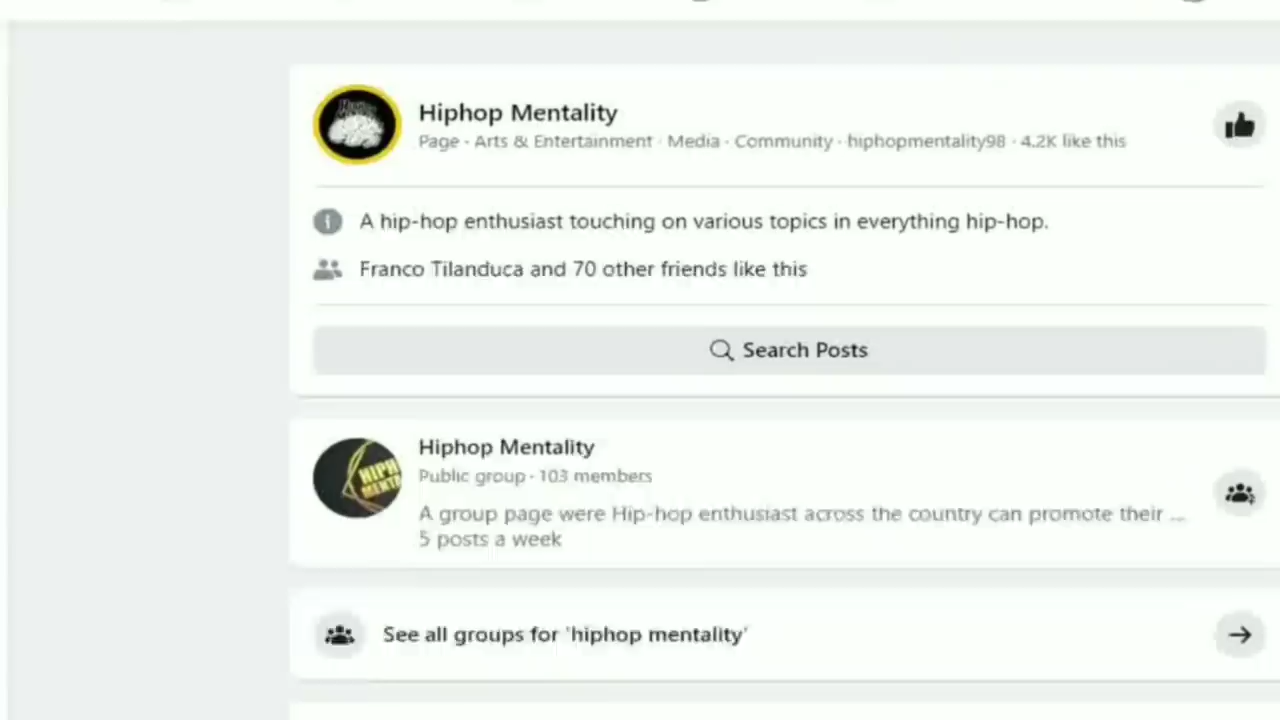 Hiphop Mentality
Page · Arts & Entertainment · Media · Community · hiphopmentality98 · 4.2K like this
A hip-hop enthusiast touching on various topics in everything hip-hop.
Franco Tilanduca and 70 other friends like this
Search Posts
Hiphop Mentality
Public group · 103 members
A group page were Hip-hop enthusiast across the country can promote their ...
5 posts a week
See all groups for 'hiphop mentality'